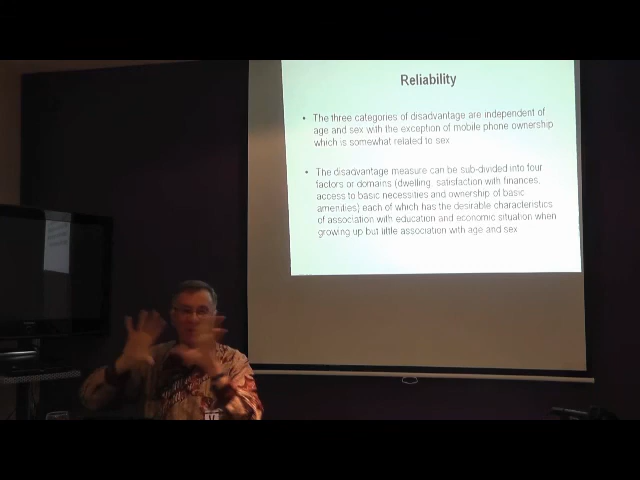 Reliability
• The three categories of disadvantage are independent of
age and sex with the exception of mobile phone ownership
which is somewhat related to sex
• The disadvantage measure can be sub-divided into four
factors or domains (dwelling, satisfaction with finances,
access to basic necessities and ownership of basic
amenities) each of which has the desirable characteristics
of association with education and economic situation when
growing up but little association with age and sex